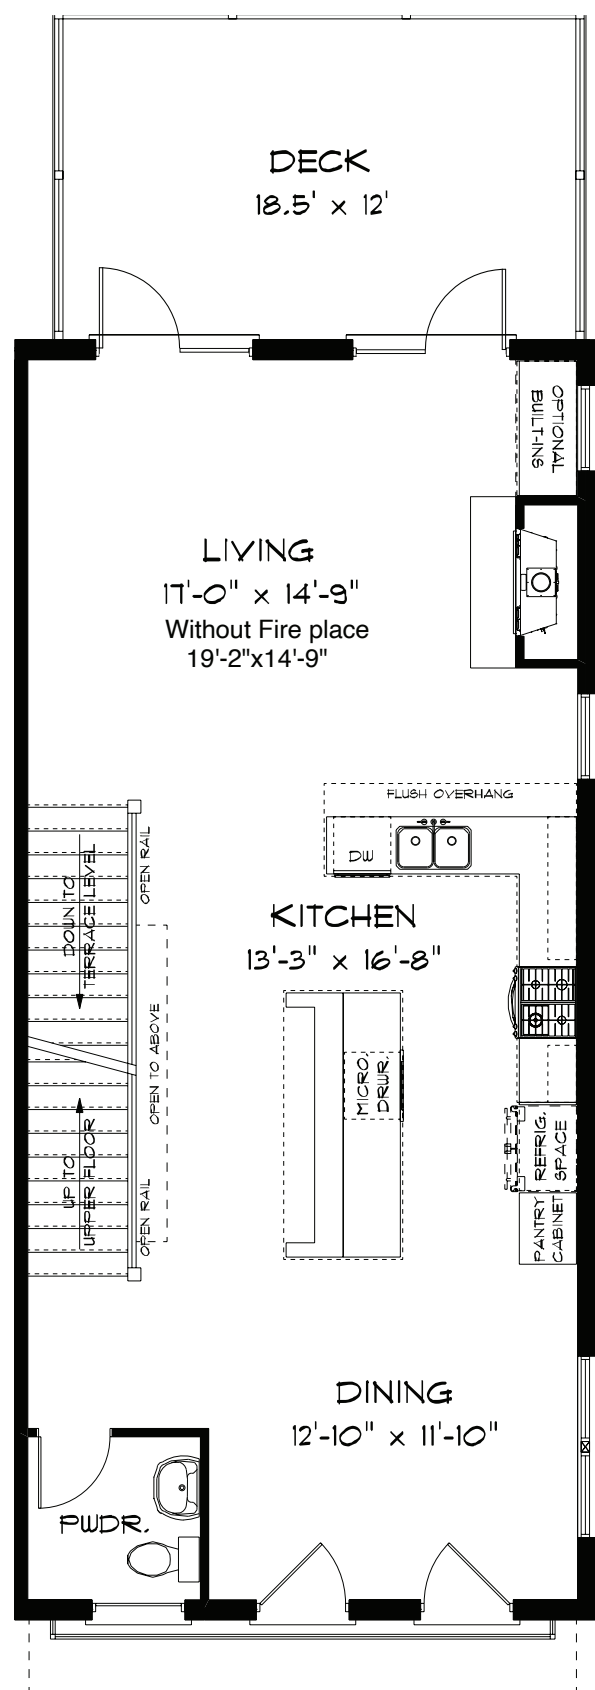 DECK
18.5' x 12'
OPTIONAL
BUILT-INS
LIVING
17'-0" x 14'-9"
Without Fire place
19'-2"x14'-9"
FLUSH OVERHANG
DW
OPEN RAIL
DOWN TO
TERRACE LEVEL
KITCHEN
13'-3" x 16'-8"
OPEN TO ABOVE
MICRO.
DRWR.
UP TO
UPPER FLOOR
OPEN RAIL
REFRIG.
SPACE
PANTRY
CABINET
DINING
12'-10" x 11'-10"
PWDR.